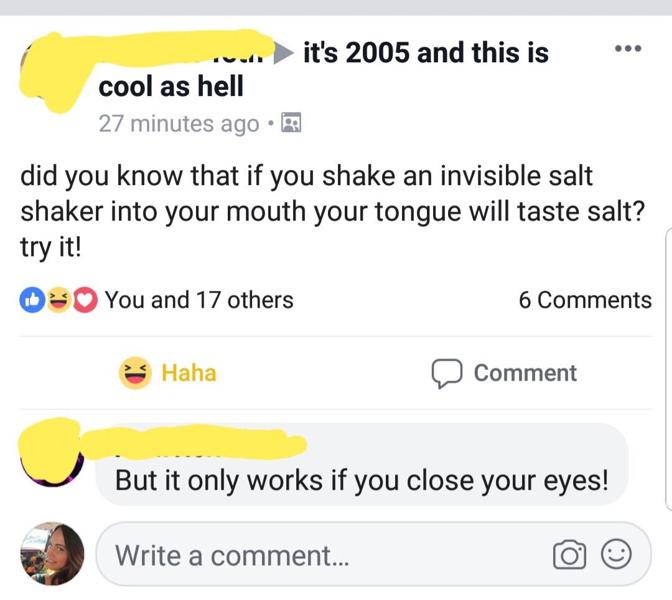 it's 2005 and this is
cool as hell
27 minutes ago
did you know that if you shake an invisible salt
shaker into your mouth your tongue will taste salt?
try it!
You and 17 others 6 Comments
Haha Comment
But it only works if you close your eyes!
Write a comment...